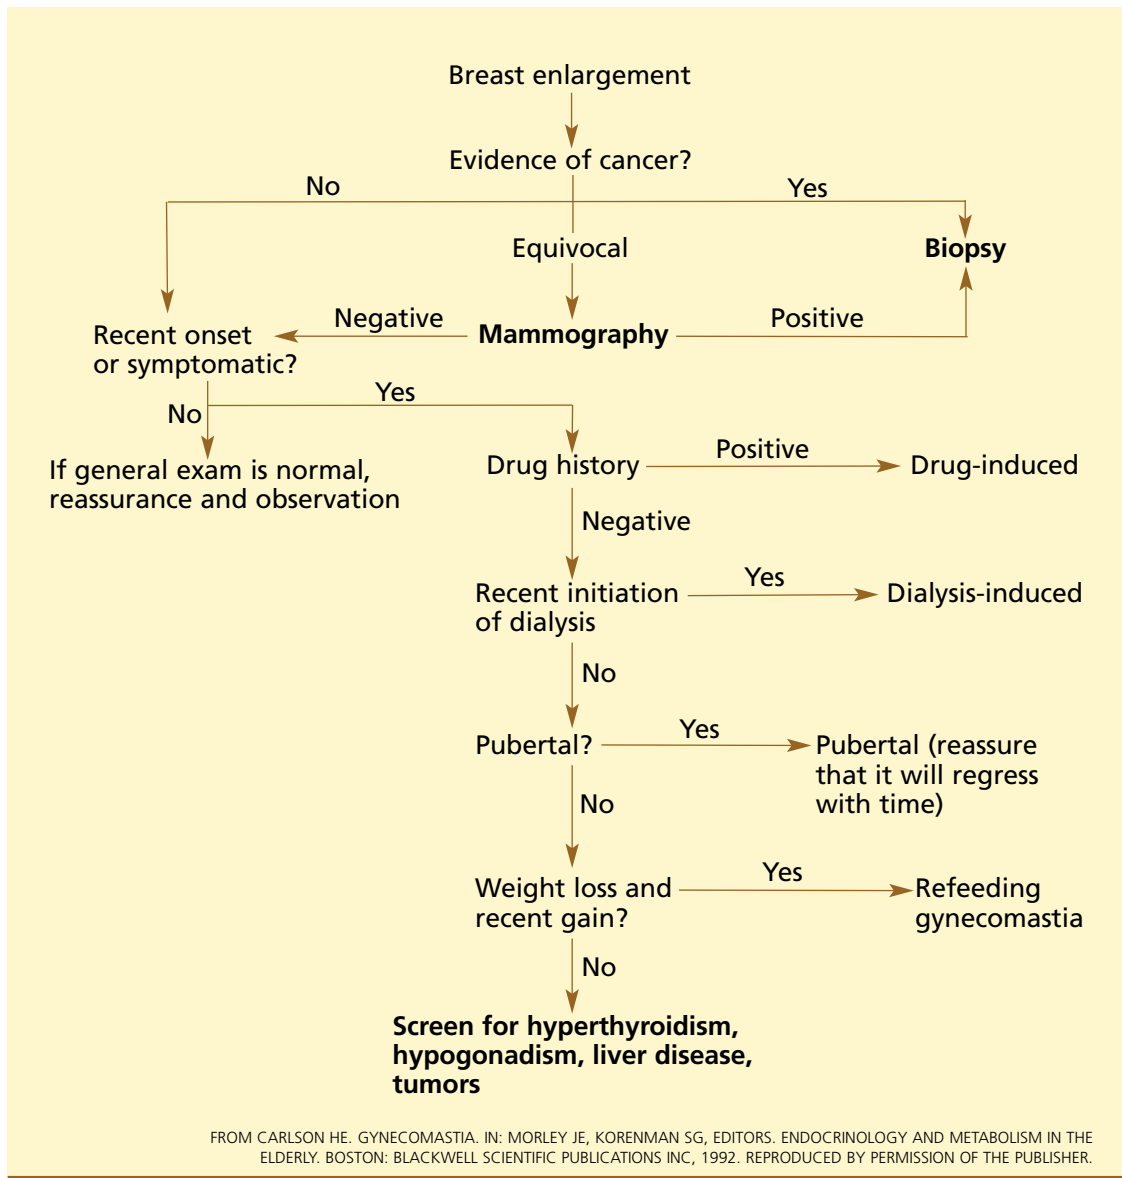 Breast enlargement
Evidence of cancer?
No
Yes
Equivocal
Biopsy
Negative
Mammography
Positive
Recent onset
or symptomatic?
Yes
No
If general exam is normal,
reassurance and observation
Drug history
Positive
Drug-induced
Negative
Recent initiation
of dialysis
Yes
Dialysis-induced
No
Pubertal?
Yes
Pubertal (reassure
that it will regress
with time)
No
Weight loss and
recent gain?
Yes
Refeeding
gynecomastia
No
Screen for hyperthyroidism,
hypogonadism, liver disease,
tumors
FROM CARLSON HE. GYNECOMASTIA. IN: MORLEY JE, KORENMAN SG, EDITORS. ENDOCRINOLOGY AND METABOLISM IN THE
ELDERLY. BOSTON: BLACKWELL SCIENTIFIC PUBLICATIONS INC, 1992. REPRODUCED BY PERMISSION OF THE PUBLISHER.